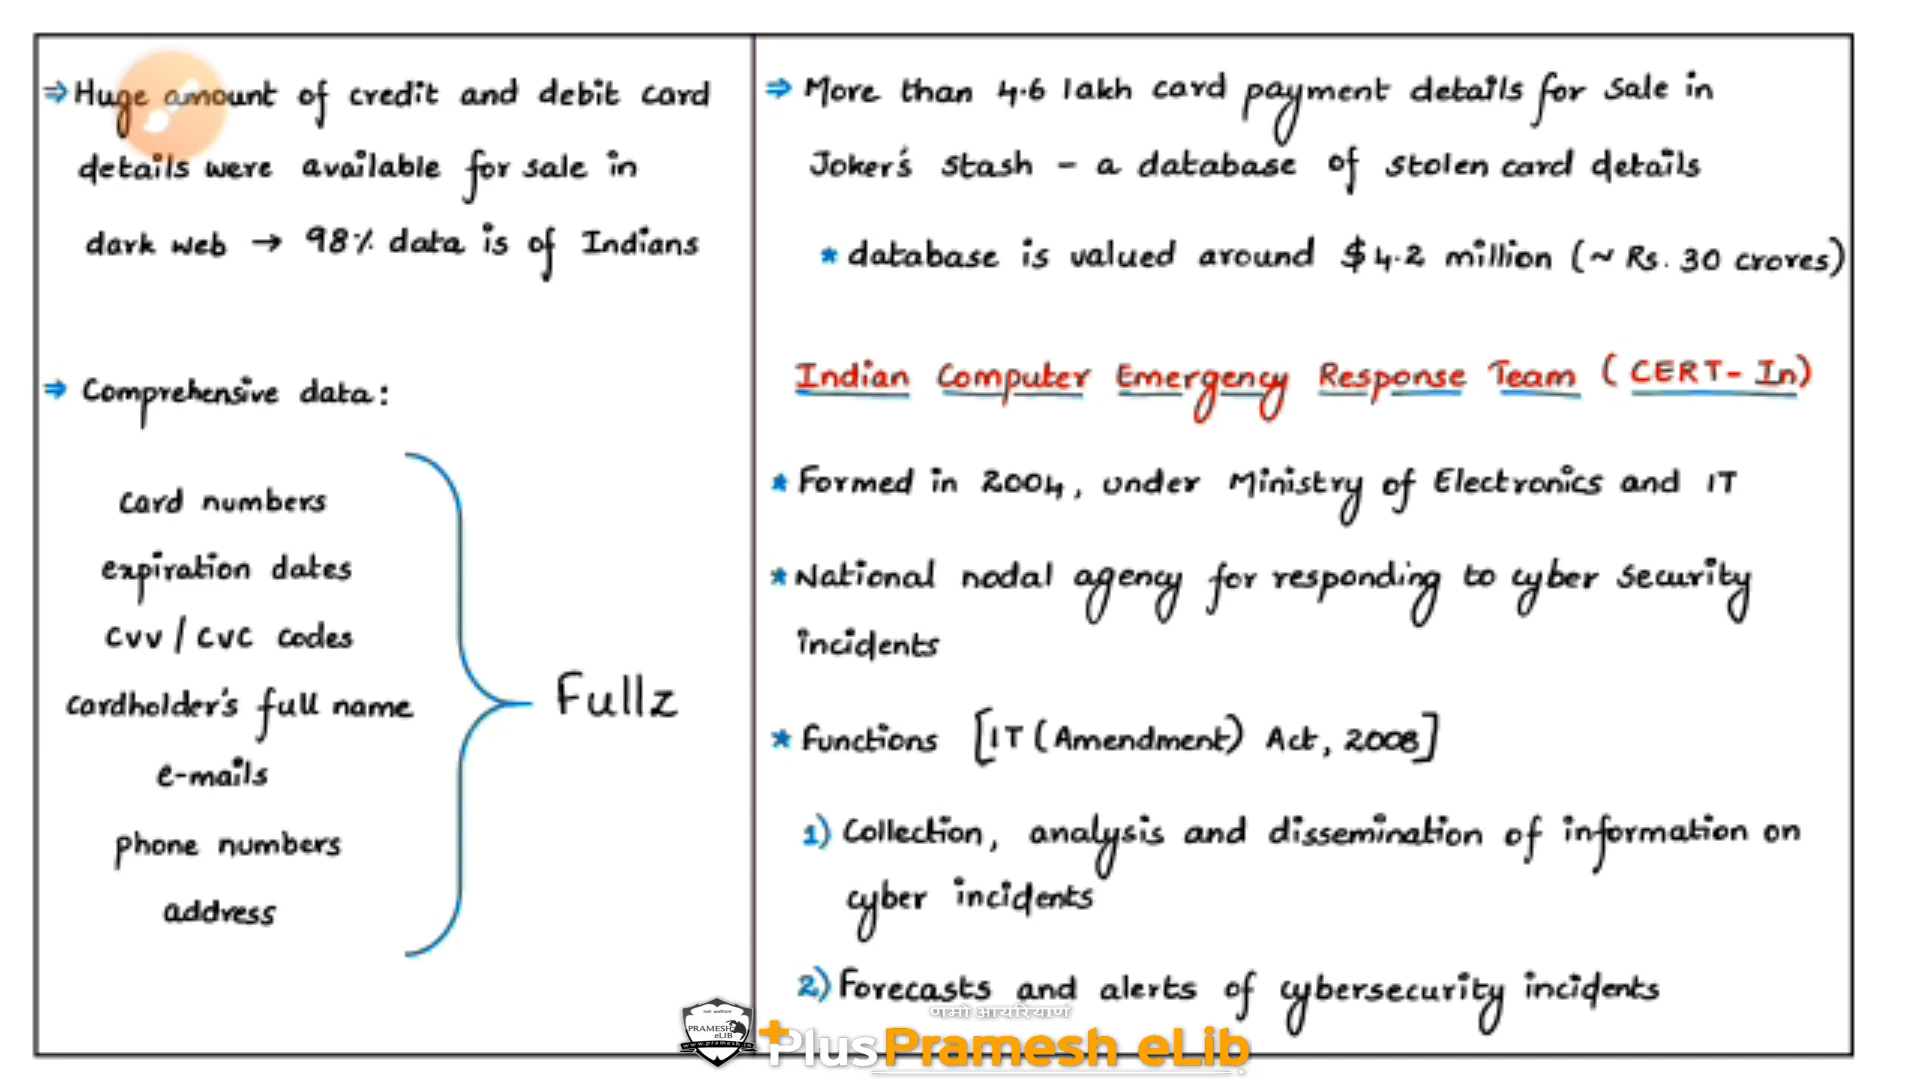 ⇒ Huge amount of credit and debit card
details were available for sale in
dark web → 98% data is of Indians
⇒ Comprehensive data:
card numbers
expiration dates
CVV / CVC codes
cardholder's full name
e-mails
phone numbers
address
Fullz
⇒ More than 4.6 lakh card payment details for sale in
Joker's stash – a database of stolen card details
* database is valued around $4.2 million (~ Rs. 30 crores)
Indian Computer Emergency Response Team (CERT-In)
* Formed in 2004, under Ministry of Electronics and IT
* National nodal agency for responding to cyber security
incidents
* Functions [IT (Amendment) Act, 2008]
1) Collection, analysis and dissemination of information on
cyber incidents
2) Forecasts and alerts of cybersecurity incidents
णमो आयरियाणं
PRAMESH
eLIB
www.pramesh.in
+Plus Pramesh eLib